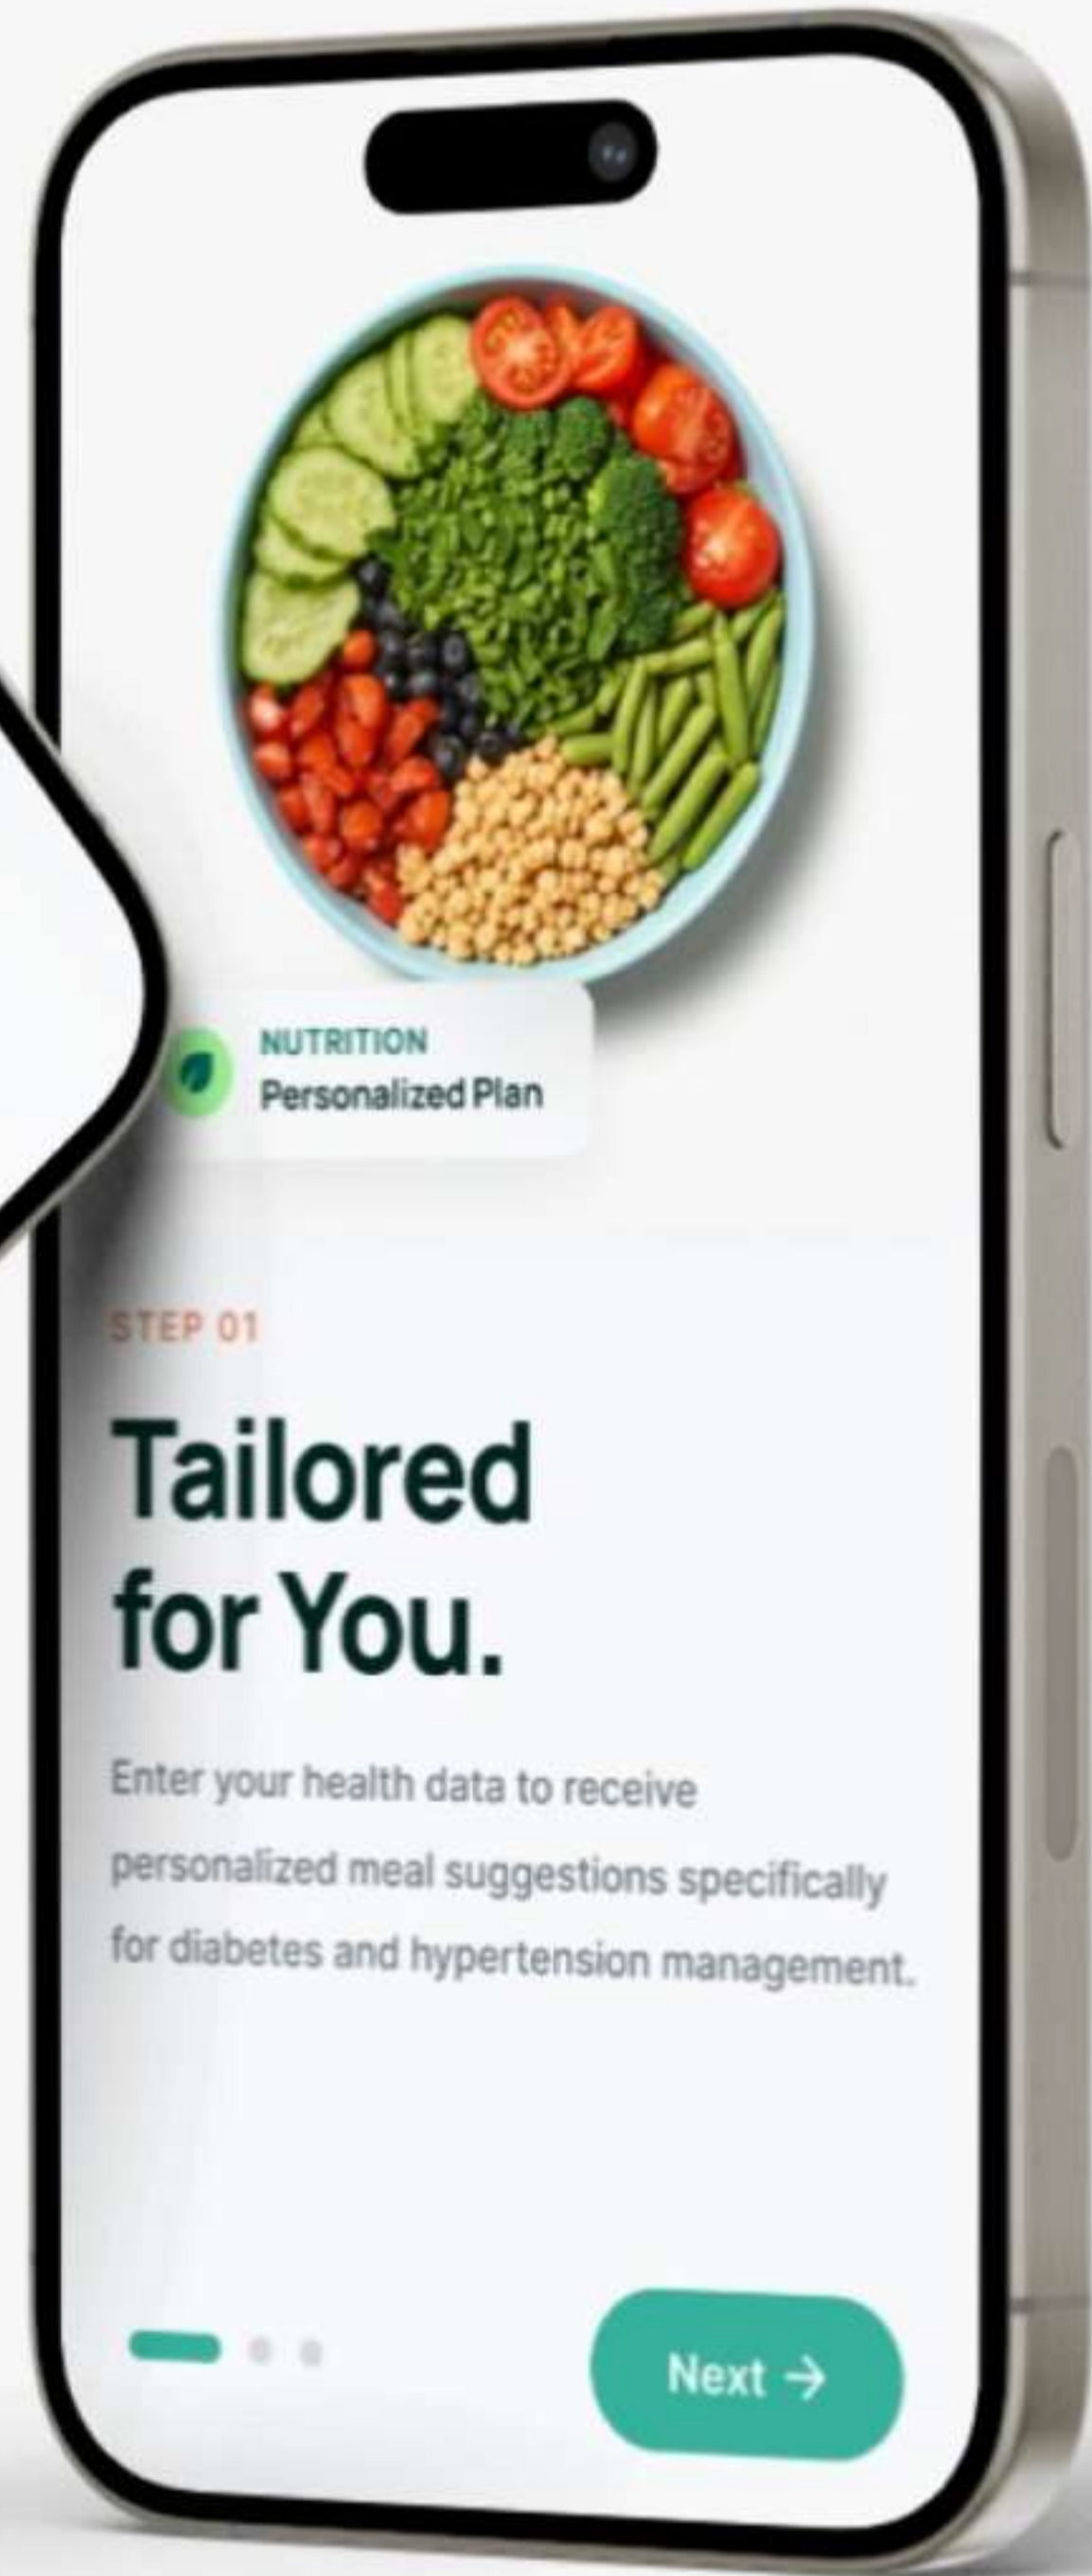 NUTRITION
Personalized Plan
STEP 01
Tailored
for You.
Enter your health data to receive
personalized meal suggestions specifically
for diabetes and hypertension management.
Next →